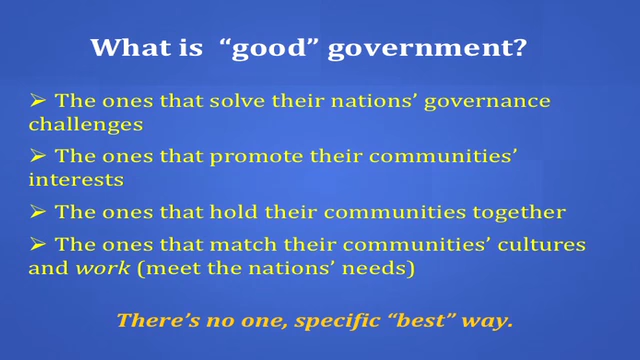 What is “good” government?
➢ The ones that solve their nations’ governance
challenges
➢ The ones that promote their communities’
interests
➢ The ones that hold their communities together
➢ The ones that match their communities’ cultures
and work (meet the nations’ needs)
There’s no one, specific “best” way.